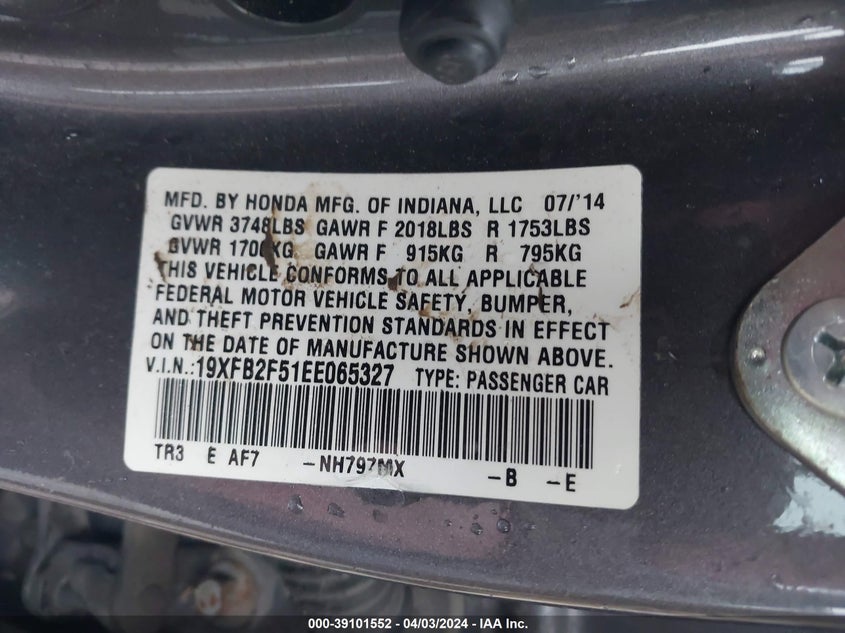 MFD. BY HONDA MFG. OF INDIANA, LLC 07/'14
GVWR 3748LBS GAWR F 2018LBS R 1753LBS
GVWR 1700KG GAWR F 915KG R 795KG
THIS VEHICLE CONFORMS TO ALL APPLICABLE
FEDERAL MOTOR VEHICLE SAFETY, BUMPER,
AND THEFT PREVENTION STANDARDS IN EFFECT
ON THE DATE OF MANUFACTURE SHOWN ABOVE.
V.I.N.:19XFB2F51EE065327 TYPE: PASSENGER CAR
TR3 E AF7 -NH797MX -B -E
000-39101552 - 04/03/2024 - IAA Inc.